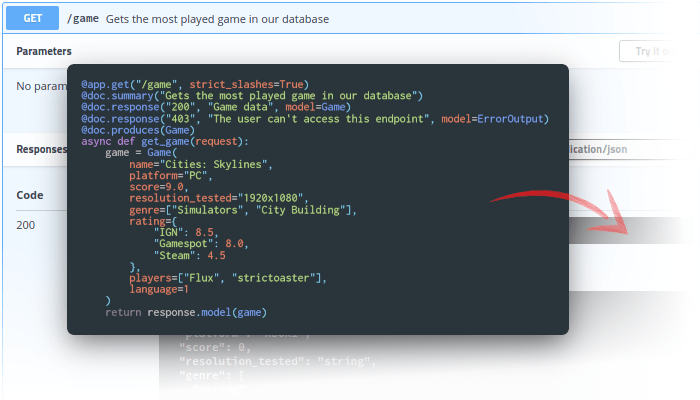 GET /game Gets the most played game in our database
Parameters
Try it
No param
@app.get("/game", strict_slashes=True)
@doc.summary("Gets the most played game in our database")
@doc.response("200", "Game data", model=Game)
@doc.response("403", "The user can't access this endpoint", model=ErrorOutput)
@doc.produces(Game)
async def get_game(request):
    game = Game(
        name="Cities: Skylines",
        platform="PC",
        score=9.0,
        resolution_tested="1920x1080",
        genre=["Simulators", "City Building"],
        rating={
            "IGN": 8.5,
            "Gamespot": 8.0,
            "Steam": 4.5
        },
        players=["Flux", "strictoaster"],
        language=1
    )
    return response.model(game)
Responses
lication/json
Code
200
"score": 0,
"resolution_tested": "string",
"genre": [